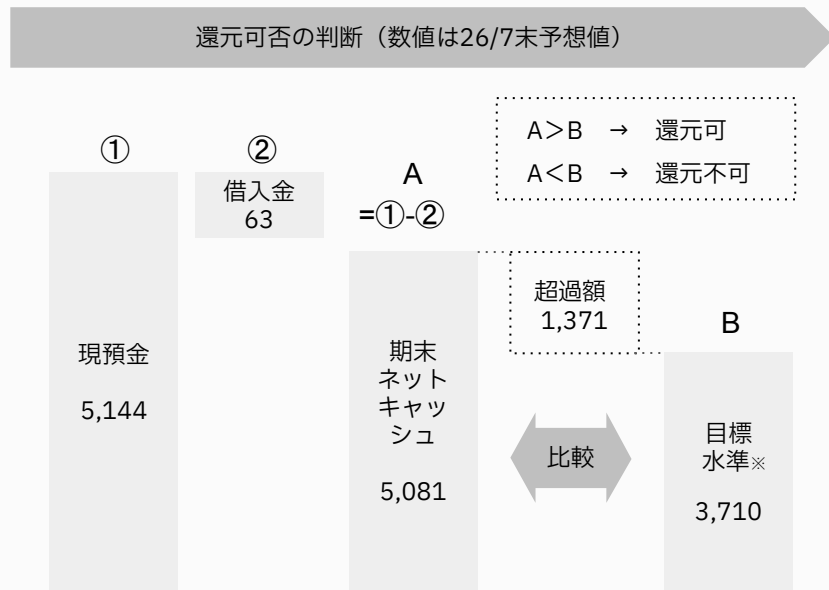 還元可否の判断（数値は26/7末予想値）
A＞B → 還元可
A＜B → 還元不可
①
②
A
=①-②
借入金
63
超過額
1,371
B
現預金
5,144
期末
ネット
キャッ
シュ
5,081
比較
目標
水準※
3,710